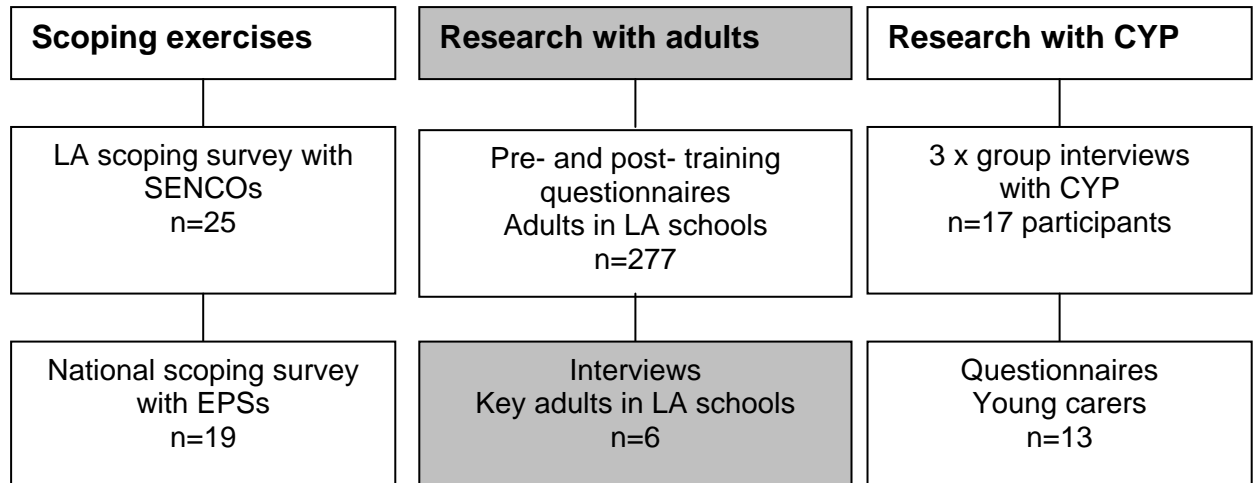 Scoping exercises
LA scoping survey with
SENCOs
n=25
National scoping survey
with EPSs
n=19
Research with adults
Pre- and post- training
questionnaires
Adults in LA schools
n=277
Interviews
Key adults in LA schools
n=6
Research with CYP
3 x group interviews
with CYP
n=17 participants
Questionnaires
Young carers
n=13